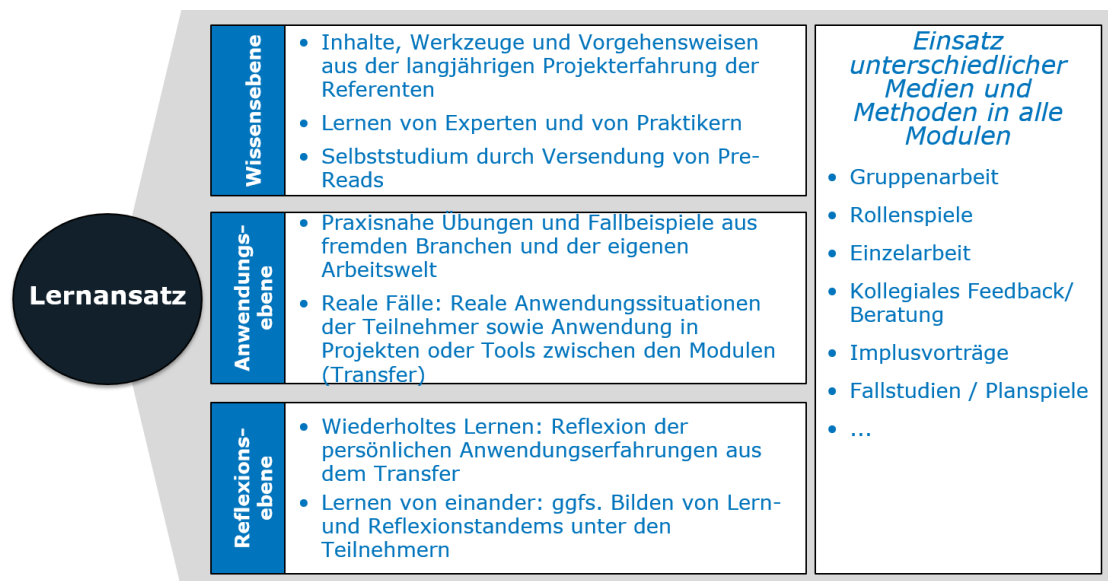 Lernansatz
Wissensebene
• Inhalte, Werkzeuge und Vorgehensweisen
aus der langjährigen Projekterfahrung der
Referenten
• Lernen von Experten und von Praktikern
• Selbststudium durch Versendung von Pre-
Reads
Anwendungs-
ebene
• Praxisnahe Übungen und Fallbeispiele aus
fremden Branchen und der eigenen
Arbeitswelt
• Reale Fälle: Reale Anwendungssituationen
der Teilnehmer sowie Anwendung in
Projekten oder Tools zwischen den Modulen
(Transfer)
Reflexions-
ebene
• Wiederholtes Lernen: Reflexion der
persönlichen Anwendungserfahrungen aus
dem Transfer
• Lernen von einander: ggfs. Bilden von Lern-
und Reflexionstandems unter den
Teilnehmern
Einsatz
unterschiedlicher
Medien und
Methoden in alle
Modulen
• Gruppenarbeit
• Rollenspiele
• Einzelarbeit
• Kollegiales Feedback/
Beratung
• Implusvorträge
• Fallstudien / Planspiele
• ...